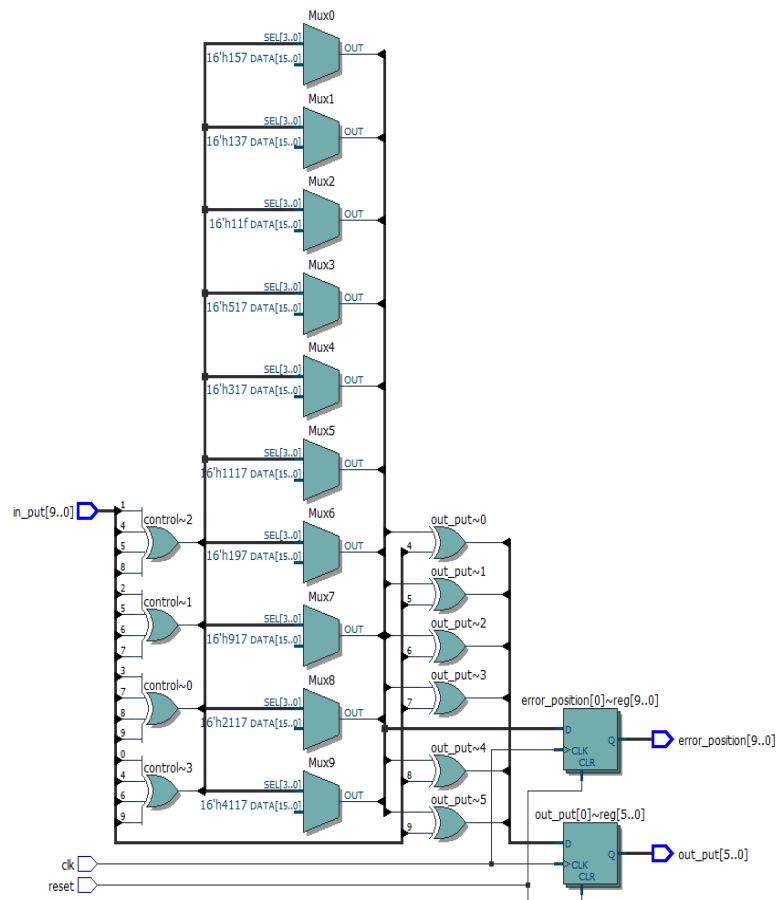 Mux0
SEL[3..0]
OUT
16'h157 DATA[15..0]
Mux1
SEL[3..0]
OUT
16'h137 DATA[15..0]
Mux2
SEL[3..0]
OUT
16'h11f DATA[15..0]
Mux3
SEL[3..0]
OUT
16'h517 DATA[15..0]
Mux4
SEL[3..0]
OUT
16'h317 DATA[15..0]
Mux5
SEL[3..0]
OUT
16'h1117 DATA[15..0]
Mux6
SEL[3..0]
OUT
16'h197 DATA[15..0]
Mux7
SEL[3..0]
OUT
16'h917 DATA[15..0]
Mux8
SEL[3..0]
OUT
16'h2117 DATA[15..0]
Mux9
SEL[3..0]
OUT
16'h4117 DATA[15..0]
in_put[9..0]
control~2
1
4
5
8
control~1
2
5
6
7
control~0
3
7
8
9
control~3
0
4
6
9
out_put~0
4
out_put~1
5
out_put~2
6
out_put~3
7
out_put~4
8
out_put~5
9
error_position[0]~reg[9..0]
D
Q
CLK
CLR
error_position[9..0]
out_put[0]~reg[5..0]
D
Q
CLK
CLR
out_put[5..0]
clk
reset